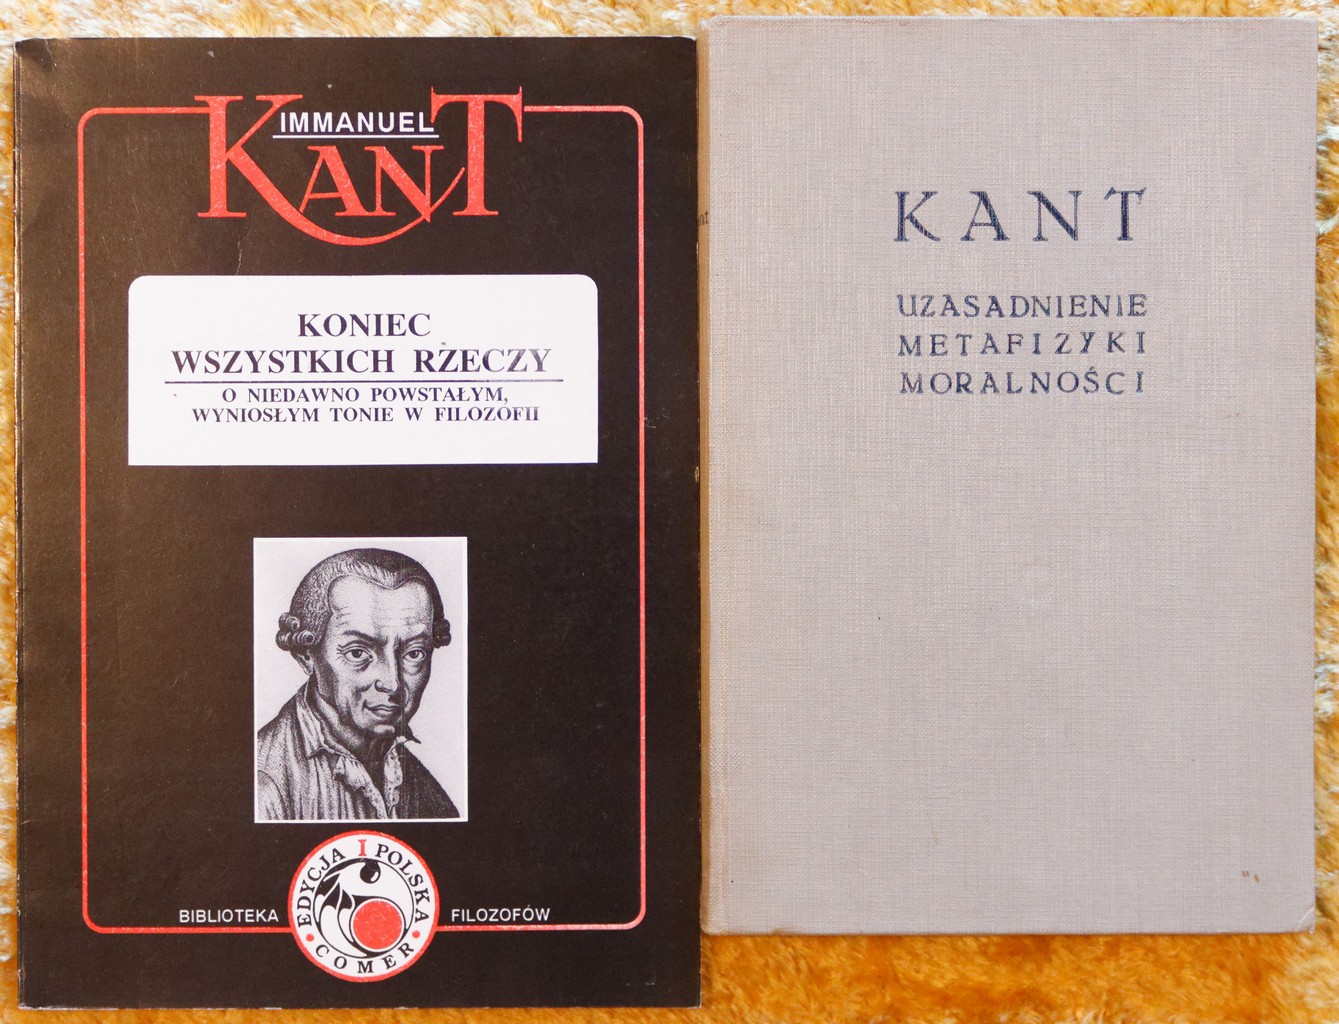 IMMANUEL
KANT
KONIEC
WSZYSTKICH RZECZY
O NIEDAWNO POWSTAŁYM,
WYNIOSŁYM TONIE W FILOZOFII
BIBLIOTEKA
EDYCJA I POLSKA
COMER
FILOZOFÓW
KANT
UZASADNIENIE
METAFIZYKI
MORALNOŚCI